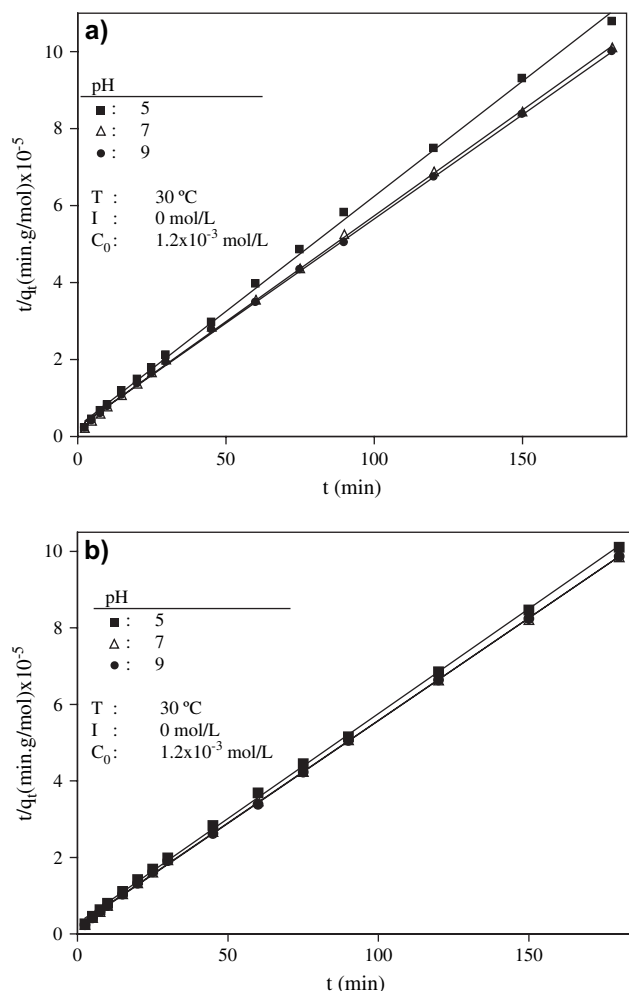 a)
10
8
6
4
2
0
t/qt(min.g/mol)x10-5
pH
■ : 5
△ : 7
● : 9
T : 30 ºC
I : 0 mol/L
C0 : 1.2x10-3 mol/L
0 50 100 150
t (min)
b)
10
8
6
4
2
0
t/qt(min.g/mol)x10-5
pH
■ : 5
△ : 7
● : 9
T : 30 ºC
I : 0 mol/L
C0 : 1.2x10-3 mol/L
0 50 100 150
t (min)